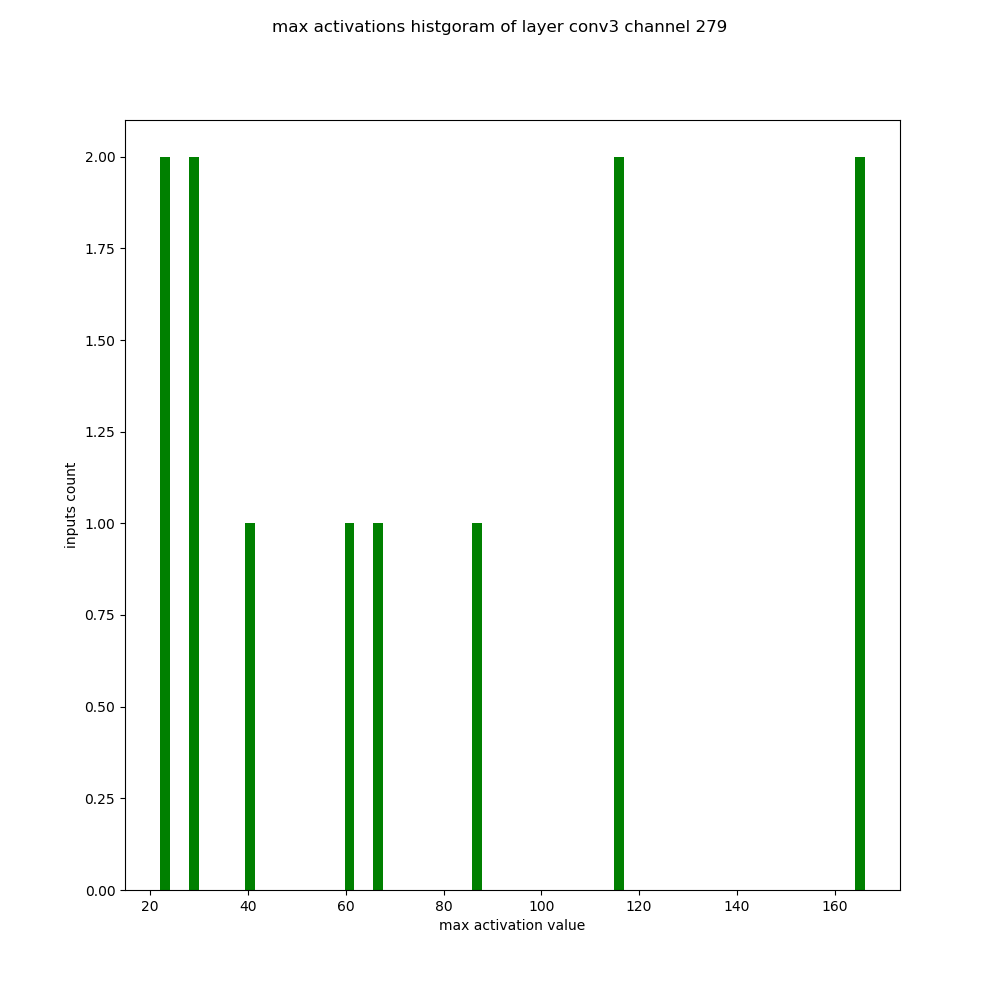 max activations histgoram of layer conv3 channel 279
2.00
1.75
1.50
1.25
1.00
0.75
0.50
0.25
0.00
inputs count
20 40 60 80 100 120 140 160
max activation value